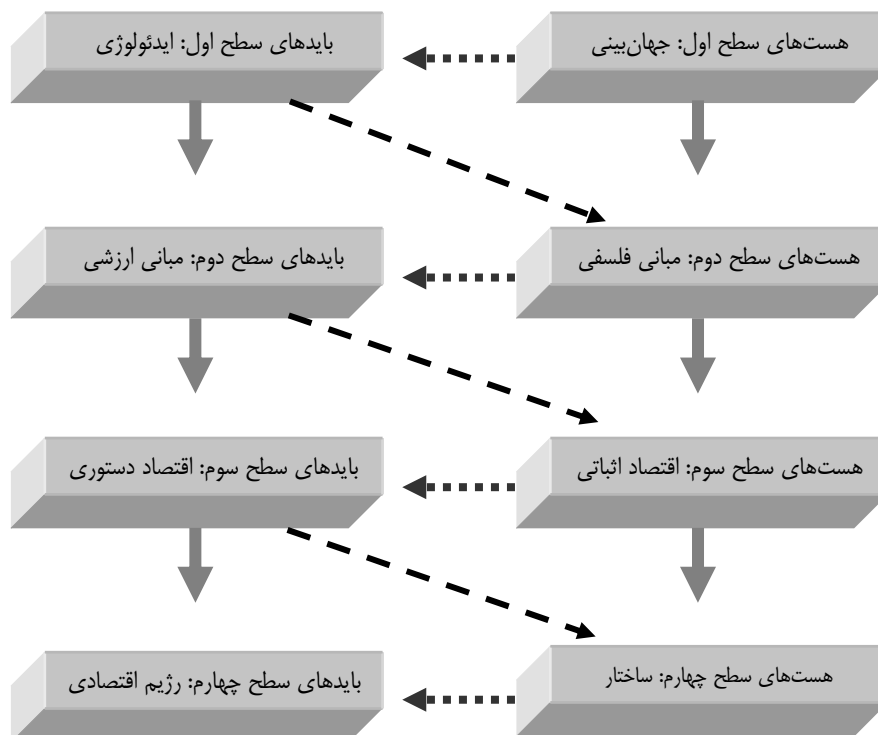 هست‌های سطح اول: جهان‌بینی
بایدهای سطح اول: ایدئولوژی
هست‌های سطح دوم: مبانی فلسفی
بایدهای سطح دوم: مبانی ارزشی
هست‌های سطح سوم: اقتصاد اثباتی
بایدهای سطح سوم: اقتصاد دستوری
هست‌های سطح چهارم: ساختار
بایدهای سطح چهارم: رژیم اقتصادی